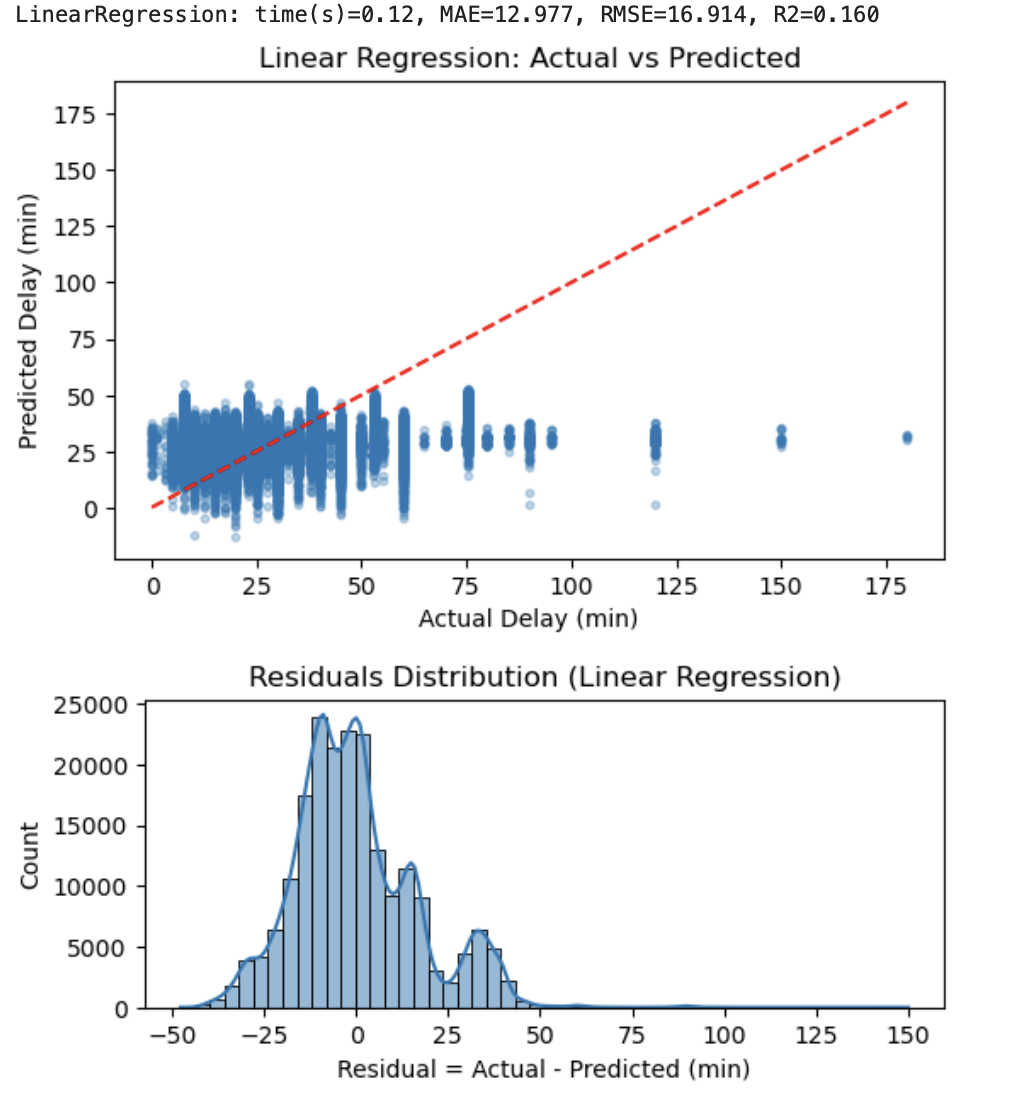 LinearRegression: time(s)=0.12, MAE=12.977, RMSE=16.914, R2=0.160
Linear Regression: Actual vs Predicted
175
150
125
100
75
50
25
0
Predicted Delay (min)
0 25 50 75 100 125 150 175
Actual Delay (min)
Residuals Distribution (Linear Regression)
25000
20000
15000
10000
5000
0
Count
−50 −25 0 25 50 75 100 125 150
Residual = Actual - Predicted (min)